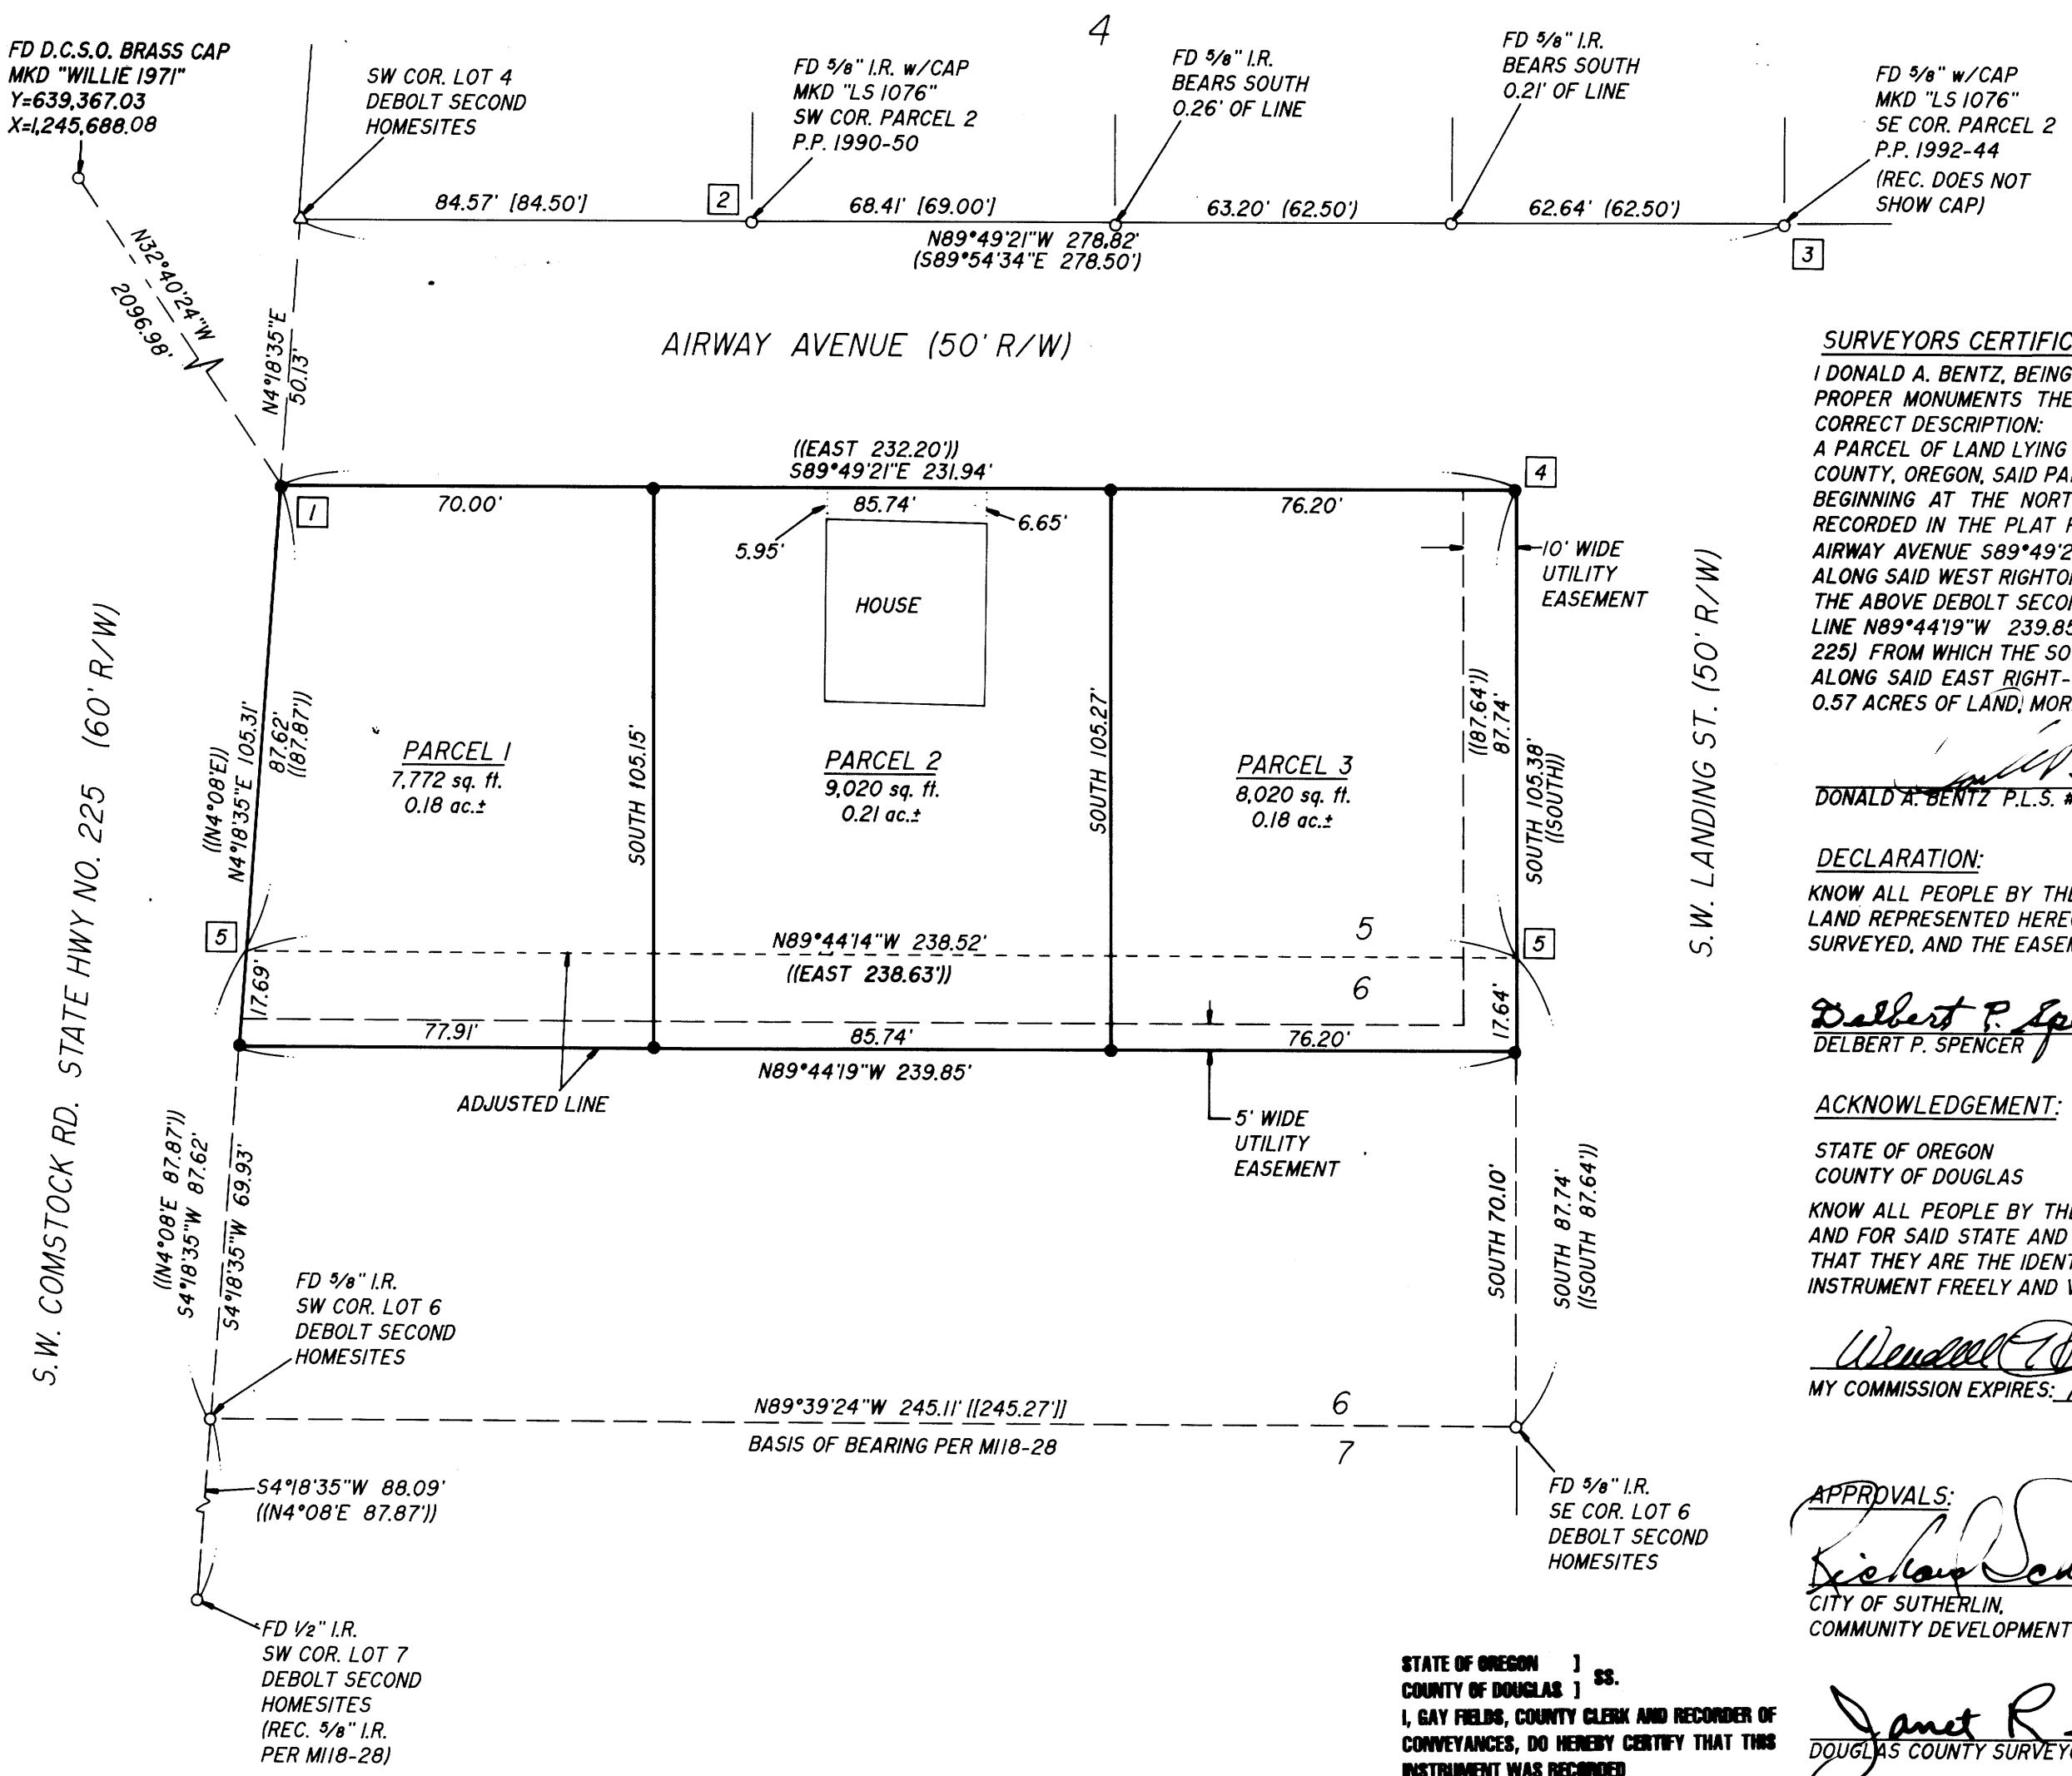 4
FD D.C.S.O. BRASS CAP
MKD "WILLIE 1971"
Y=639,367.03
X=1,245,688.08
SW COR. LOT 4
DEBOLT SECOND
HOMESITES
FD 5/8" I.R. w/CAP
MKD "LS 1076"
SW COR. PARCEL 2
P.P. 1990-50
FD 5/8" I.R.
BEARS SOUTH
0.26' OF LINE
FD 5/8" I.R.
BEARS SOUTH
0.21' OF LINE
FD 5/8" w/CAP
MKD "LS 1076"
SE COR. PARCEL 2
P.P. 1992-44
(REC. DOES NOT
SHOW CAP)
84.57' [84.50']
2
68.41' [69.00']
63.20' (62.50')
62.64' (62.50')
N89°49'21"W 278.82'
(S89°54'34"E 278.50')
3
N32°40'24"W
2096.98'
N4°18'35"E
50.13'
AIRWAY AVENUE (50' R/W)
((EAST 232.20'))
S89°49'21"E 231.94'
4
1
70.00'
85.74'
76.20'
5.95'
6.65'
HOUSE
10' WIDE
UTILITY
EASEMENT
S.W. LANDING ST. (50' R/W)
S.W. COMSTOCK RD. STATE HWY NO. 225 (60' R/W)
((N4°08'E))
N4°18'35"E 105.31'
87.62'
((87.87'))
PARCEL 1
7,772 sq. ft.
0.18 ac.±
SOUTH 105.15'
PARCEL 2
9,020 sq. ft.
0.21 ac.±
SOUTH 105.27'
PARCEL 3
8,020 sq. ft.
0.18 ac.±
((87.64'))
87.74'
SOUTH 105.38'
((SOUTH))
5
N89°44'14"W 238.52'
((EAST 238.63'))
5
6
5
17.69'
17.64'
77.91'
85.74'
76.20'
N89°44'19"W 239.85'
ADJUSTED LINE
5' WIDE
UTILITY
EASEMENT
((N4°08'E 87.87'))
S4°18'35"W 87.62'
S4°18'35"W 69.93'
SOUTH 70.10'
SOUTH 87.74'
((SOUTH 87.64'))
FD 5/8" I.R.
SW COR. LOT 6
DEBOLT SECOND
HOMESITES
N89°39'24"W 245.11' [[245.27']]
BASIS OF BEARING PER M118-28
6
7
S4°18'35"W 88.09'
((N4°08'E 87.87'))
FD 5/8" I.R.
SE COR. LOT 6
DEBOLT SECOND
HOMESITES
FD 1/2" I.R.
SW COR. LOT 7
DEBOLT SECOND
HOMESITES
(REC. 5/8" I.R.
PER M118-28)
SURVEYORS CERTIFIC
I DONALD A. BENTZ, BEING
PROPER MONUMENTS THE
CORRECT DESCRIPTION:
A PARCEL OF LAND LYING
COUNTY, OREGON, SAID PA
BEGINNING AT THE NORT
RECORDED IN THE PLAT
AIRWAY AVENUE S89°49'2
ALONG SAID WEST RIGHTO
THE ABOVE DEBOLT SECO
LINE N89°44'19"W 239.85
225) FROM WHICH THE SO
ALONG SAID EAST RIGHT-
0.57 ACRES OF LAND, MOR
DONALD A. BENTZ P.L.S. #
DECLARATION:
KNOW ALL PEOPLE BY THE
LAND REPRESENTED HERE
SURVEYED, AND THE EASE
Delbert P. Sp
DELBERT P. SPENCER
ACKNOWLEDGEMENT:
STATE OF OREGON
COUNTY OF DOUGLAS
KNOW ALL PEOPLE BY THE
AND FOR SAID STATE AND
THAT THEY ARE THE IDENT
INSTRUMENT FREELY AND
Wendell
MY COMMISSION EXPIRES:
APPROVALS:
Richard
CITY OF SUTHERLIN,
COMMUNITY DEVELOPMENT
Janet R
DOUGLAS COUNTY SURVEY
STATE OF OREGON ]
COUNTY OF DOUGLAS ] SS.
I, GAY FIELDS, COUNTY CLERK AND RECORDER OF
CONVEYANCES, DO HEREBY CERTIFY THAT THIS
INSTRUMENT WAS RECORDED